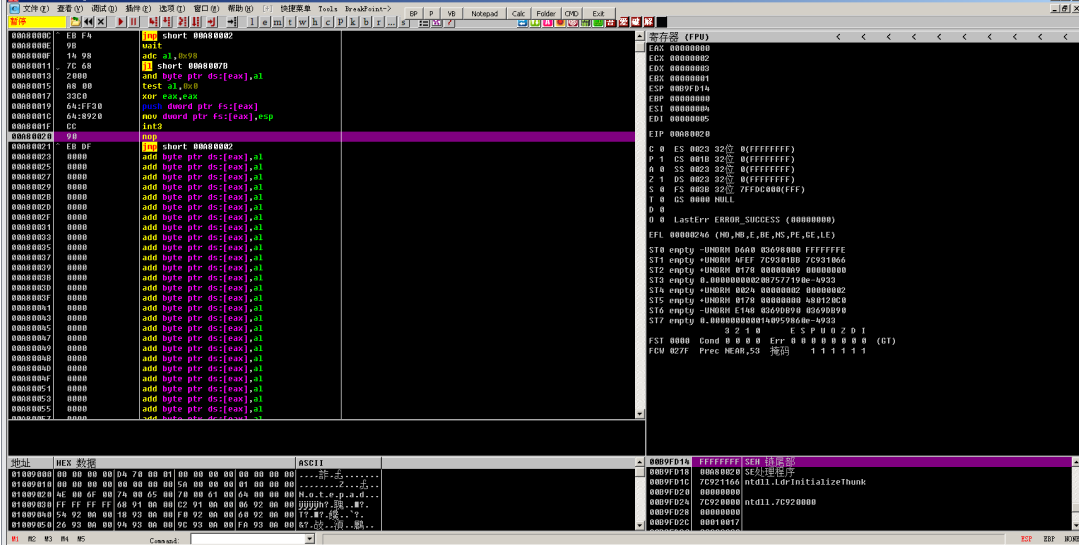 文件(F) 查看(V) 调试(D) 插件(P) 选项(T) 窗口(W) 帮助(H) [+] 快捷菜单 Tools BreakPoint->
BP P VB Notepad Calc Folder CMD Exit
暂停
l e m t w h c P k b r ... s
00A8000C ^ EB F4 jmp short 00A80002
00A8000E 9B wait
00A8000F 14 98 adc al,0x98
00A80011 7C 68 jl short 00A8007B
00A80013 2000 and byte ptr ds:[eax],al
00A80015 A8 00 test al,0x0
00A80017 33C0 xor eax,eax
00A80019 64:FF30 push dword ptr fs:[eax]
00A8001C 64:8920 mov dword ptr fs:[eax],esp
00A8001F CC int3
00A80020 90 nop
00A80021 ^ EB DF jmp short 00A80002
00A80023 0000 add byte ptr ds:[eax],al
00A80025 0000 add byte ptr ds:[eax],al
00A80027 0000 add byte ptr ds:[eax],al
00A80029 0000 add byte ptr ds:[eax],al
00A8002B 0000 add byte ptr ds:[eax],al
00A8002D 0000 add byte ptr ds:[eax],al
00A8002F 0000 add byte ptr ds:[eax],al
00A80031 0000 add byte ptr ds:[eax],al
00A80033 0000 add byte ptr ds:[eax],al
00A80035 0000 add byte ptr ds:[eax],al
00A80037 0000 add byte ptr ds:[eax],al
00A80039 0000 add byte ptr ds:[eax],al
00A8003B 0000 add byte ptr ds:[eax],al
00A8003D 0000 add byte ptr ds:[eax],al
00A8003F 0000 add byte ptr ds:[eax],al
00A80041 0000 add byte ptr ds:[eax],al
00A80043 0000 add byte ptr ds:[eax],al
00A80045 0000 add byte ptr ds:[eax],al
00A80047 0000 add byte ptr ds:[eax],al
00A80049 0000 add byte ptr ds:[eax],al
00A8004B 0000 add byte ptr ds:[eax],al
00A8004D 0000 add byte ptr ds:[eax],al
00A8004F 0000 add byte ptr ds:[eax],al
00A80051 0000 add byte ptr ds:[eax],al
00A80053 0000 add byte ptr ds:[eax],al
00A80055 0000 add byte ptr ds:[eax],al
00A80057 0000 add byte ptr ds:[eax],al
寄存器 (FPU) < < < < < < < <
EAX 00000000
ECX 00000002
EDX 00000003
EBX 00000001
ESP 00B9FD14
EBP 00000000
ESI 00000004
EDI 00000005
EIP 00A80020
C 0 ES 0023 32位 0(FFFFFFFF)
P 1 CS 001B 32位 0(FFFFFFFF)
A 0 SS 0023 32位 0(FFFFFFFF)
Z 1 DS 0023 32位 0(FFFFFFFF)
S 0 FS 003B 32位 7FFDC000(FFF)
T 0 GS 0000 NULL
D 0
O 0 LastErr ERROR_SUCCESS (00000000)
EFL 00000246 (NO,NB,E,BE,NS,PE,GE,LE)
ST0 empty -UNORM D6A0 03698000 FFFFFFFE
ST1 empty +UNORM 4FEF 7C9301BB 7C931066
ST2 empty +UNORM 0178 000000A9 00000000
ST3 empty 0.0000000002087577190e-4933
ST4 empty +UNORM 0024 00000002 00000002
ST5 empty +UNORM 0178 00000000 480120C0
ST6 empty -UNORM E148 0369DB90 0369DB90
ST7 empty 0.0000000000140959860e-4933
3 2 1 0 E S P U O Z D I
FST 0000 Cond 0 0 0 0 Err 0 0 0 0 0 0 0 0 (GT)
FCW 027F Prec NEAR,53 掩码 1 1 1 1 1 1
地址 HEX 数据 ASCII
01009000 00 00 00 00 D4 70 00 01 00 00 00 00 00 00 00 00
01009010 00 00 00 00 00 00 00 00 5A 00 00 00 01 00 00 00
01009020 4E 00 6F 00 74 00 65 00 70 00 61 00 64 00 00 00 N.o.t.e.p.a.d...
01009030 FF FF FF FF 68 91 0A 00 C2 91 0A 00 06 92 0A 00
01009040 54 92 0A 00 18 93 0A 00 F0 92 0A 00 60 92 0A 00
01009050 26 93 0A 00 94 93 0A 00 9C 93 0A 00 FA 93 0A 00
00B9FD14 FFFFFFFF SEH 链尾部
00B9FD18 00A80020 SE处理程序
00B9FD1C 7C921166 ntdll.LdrInitializeThunk
00B9FD20 00000000
00B9FD24 7C920000 ntdll.7C920000
00B9FD28 00000000
00B9FD2C 00010017
M1 M2 M3 M4 M5 Command: ESP EBP NONE